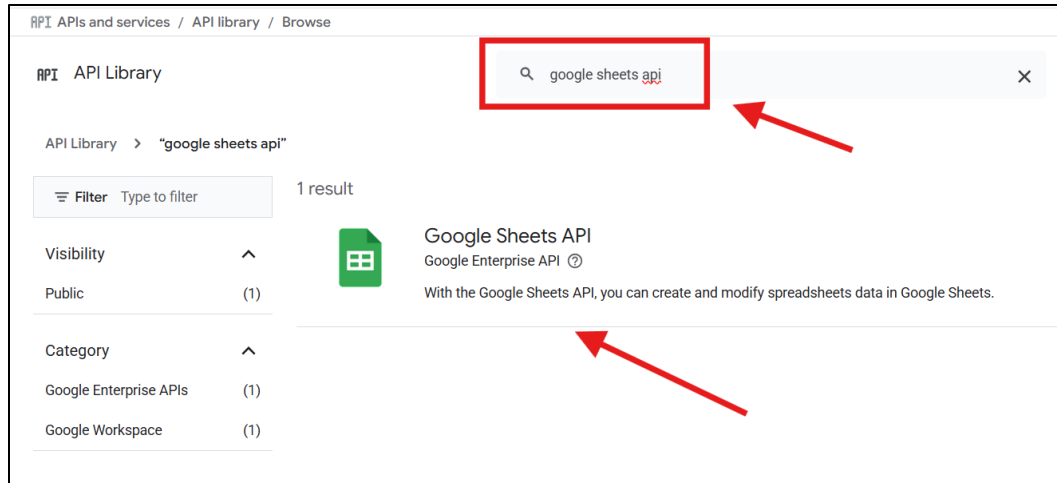 API APIs and services / API library / Browse
API API Library
google sheets api
API Library > “google sheets api”
Filter Type to filter
1 result
Google Sheets API
Google Enterprise API
With the Google Sheets API, you can create and modify spreadsheets data in Google Sheets.
Visibility
Public (1)
Category
Google Enterprise APIs (1)
Google Workspace (1)